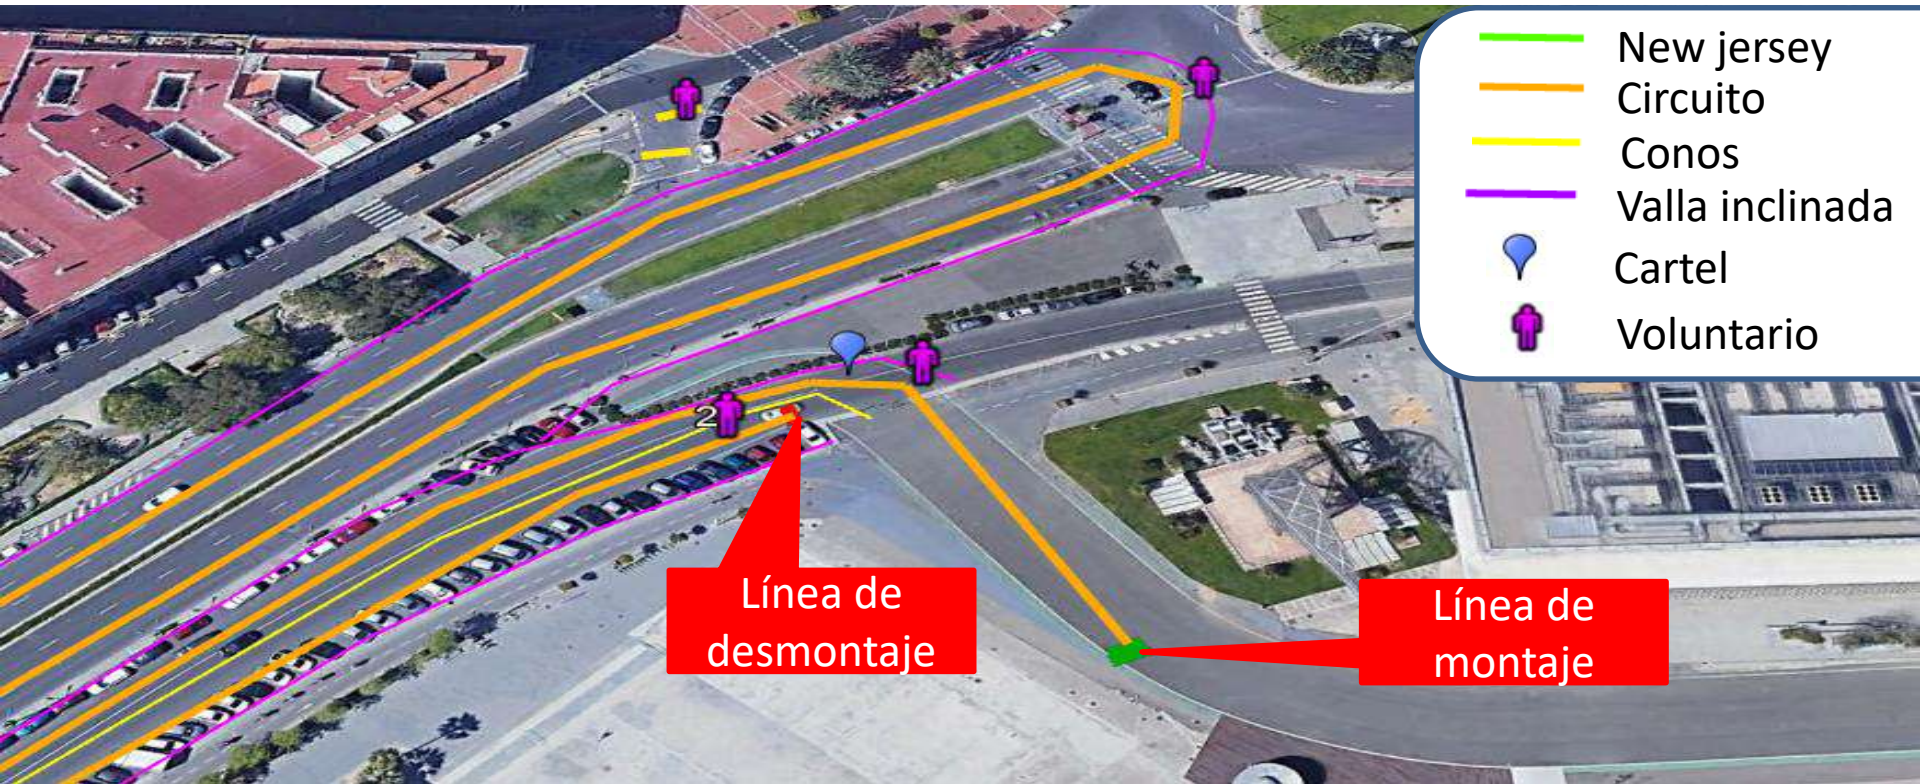 New jersey
Circuito
Conos
Valla inclinada
Cartel
Voluntario
2
Línea de
desmontaje
Línea de
montaje